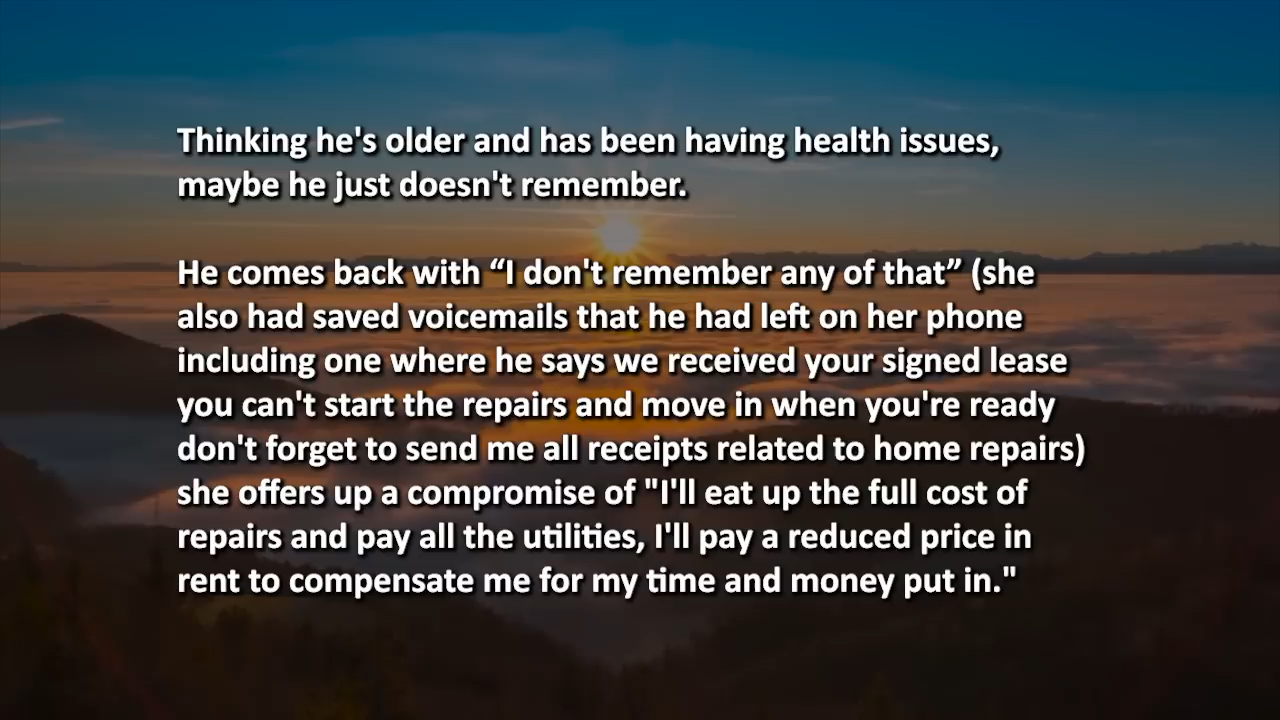 Thinking he's older and has been having health issues,
maybe he just doesn't remember.
He comes back with “I don't remember any of that” (she
also had saved voicemails that he had left on her phone
including one where he says we received your signed lease
you can't start the repairs and move in when you're ready
don't forget to send me all receipts related to home repairs)
she offers up a compromise of "I'll eat up the full cost of
repairs and pay all the utilities, I'll pay a reduced price in
rent to compensate me for my time and money put in."